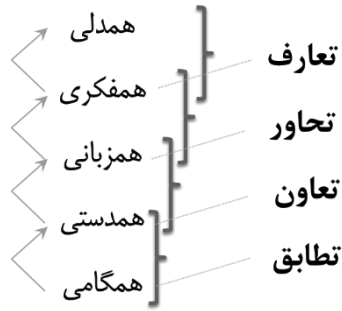 همدلی
تعارف
همفکری
تحاور
همزبانی
تعاون
همدستی
تطابق
همگامی